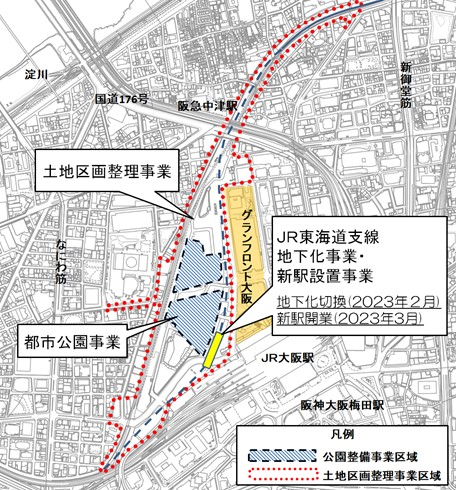 淀川
国道176号
阪急中津駅
新御堂筋
土地区画整理事業
グランフロント大阪
なにわ筋
JR東海道支線
地下化事業・
新駅設置事業
地下化切換(2023年2月)
新駅開業(2023年3月)
都市公園事業
JR大阪駅
阪神大阪梅田駅
凡例
公園整備事業区域
土地区画整理事業区域